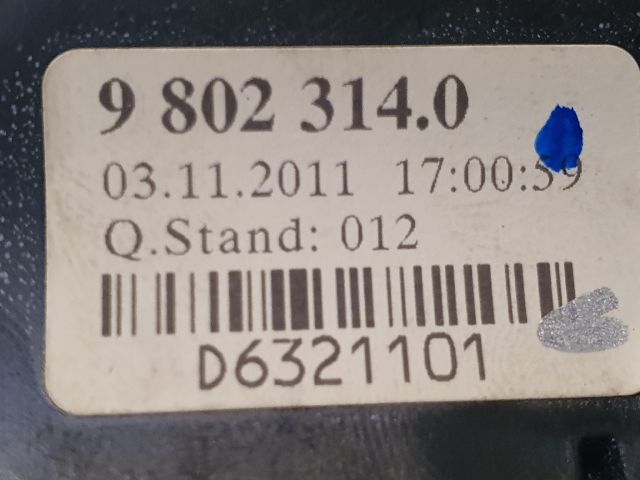 9 802 314.0
03.11.2011 17:00:59
Q.Stand: 012
D6321101